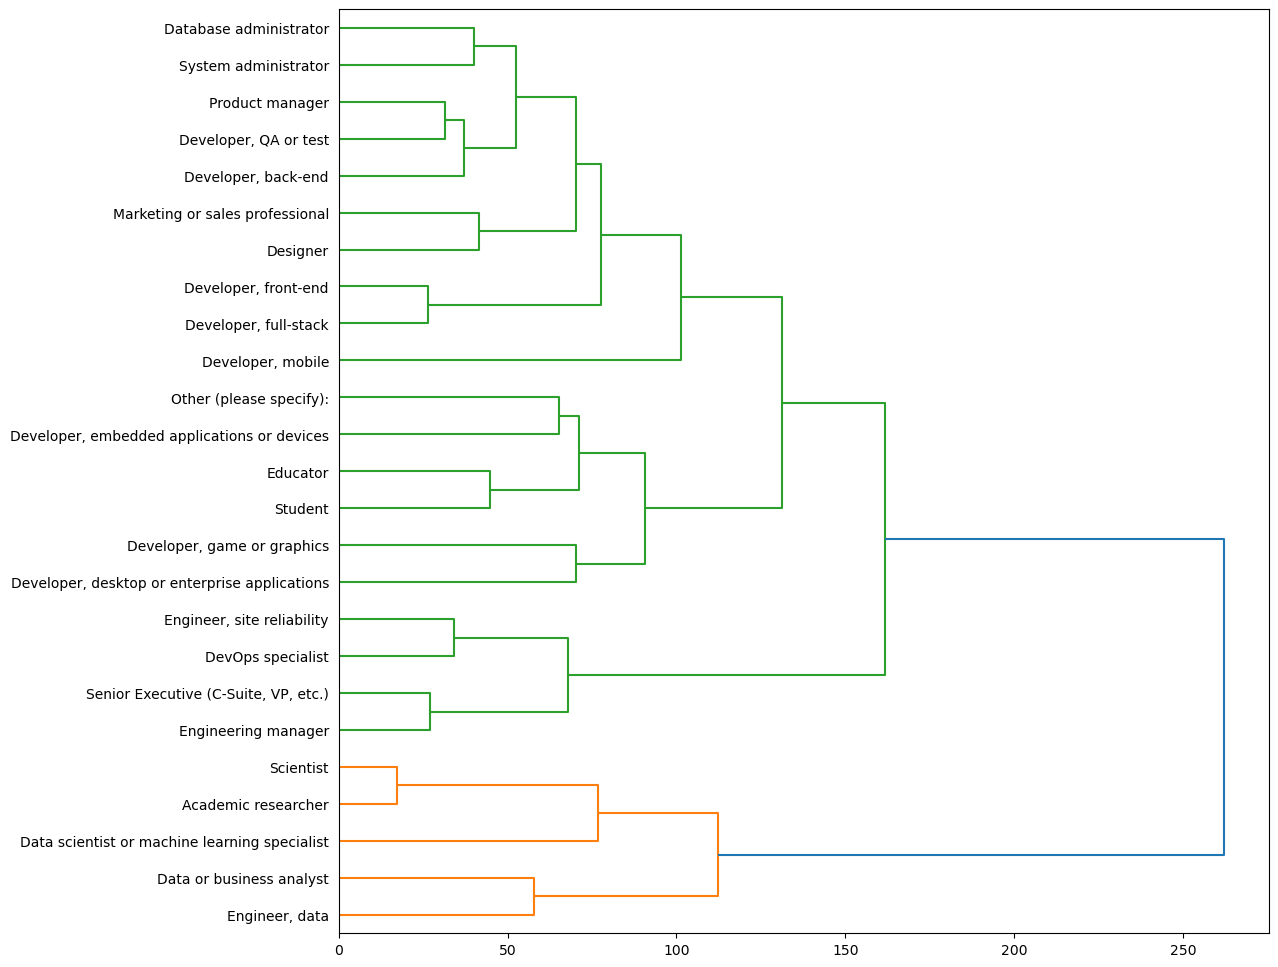 Database administrator
System administrator
Product manager
Developer, QA or test
Developer, back-end
Marketing or sales professional
Designer
Developer, front-end
Developer, full-stack
Developer, mobile
Other (please specify):
Developer, embedded applications or devices
Educator
Student
Developer, game or graphics
Developer, desktop or enterprise applications
Engineer, site reliability
DevOps specialist
Senior Executive (C-Suite, VP, etc.)
Engineering manager
Scientist
Academic researcher
Data scientist or machine learning specialist
Data or business analyst
Engineer, data
0 50 100 150 200 250